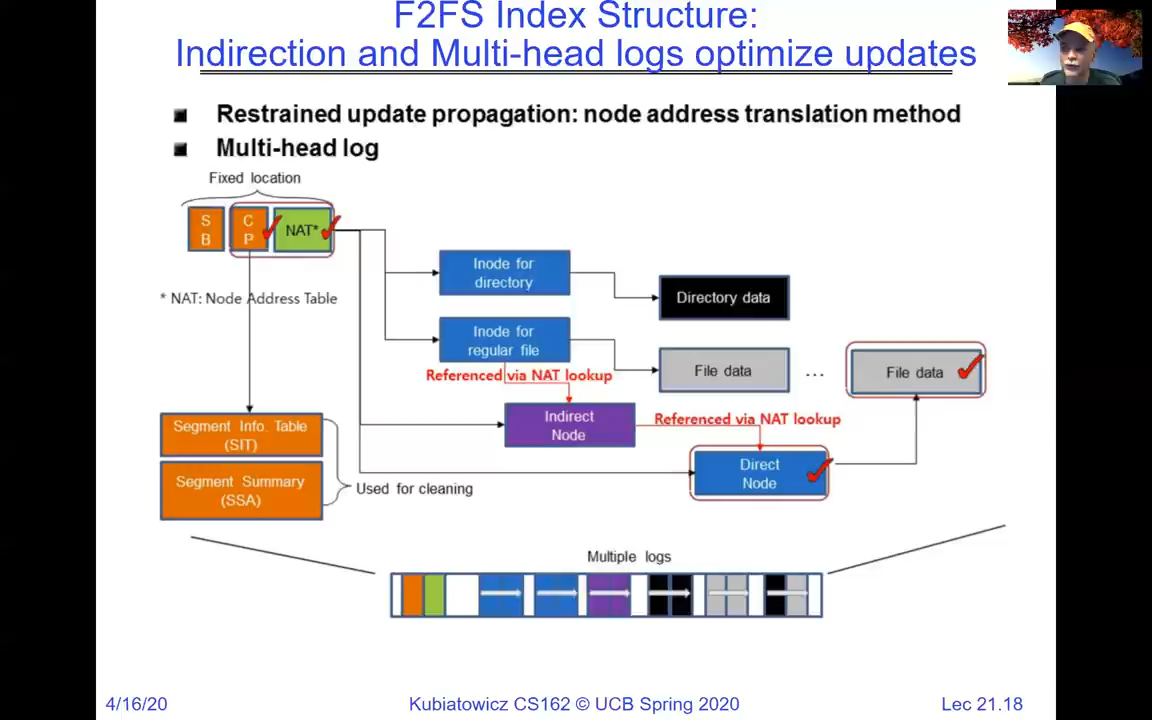 F2FS Index Structure:
Indirection and Multi-head logs optimize updates
Restrained update propagation: node address translation method
Multi-head log
Fixed location
S
B
C
P
NAT*
* NAT: Node Address Table
Inode for
directory
Directory data
Inode for
regular file
File data
...
File data
Referenced via NAT lookup
Indirect
Node
Referenced via NAT lookup
Direct
Node
Segment Info. Table
(SIT)
Segment Summary
(SSA)
Used for cleaning
Multiple logs
4/16/20
Kubiatowicz CS162 © UCB Spring 2020
Lec 21.18